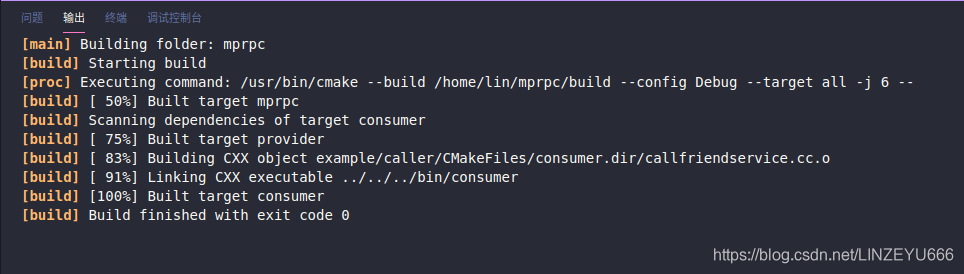 问题 输出 终端 调试控制台
[main] Building folder: mprpc
[build] Starting build
[proc] Executing command: /usr/bin/cmake --build /home/lin/mprpc/build --config Debug --target all -j 6 --
[build] [ 50%] Built target mprpc
[build] Scanning dependencies of target consumer
[build] [ 75%] Built target provider
[build] [ 83%] Building CXX object example/caller/CMakeFiles/consumer.dir/callfriendservice.cc.o
[build] [ 91%] Linking CXX executable ../../../bin/consumer
[build] [100%] Built target consumer
[build] Build finished with exit code 0
https://blog.csdn.net/LINZEYU666